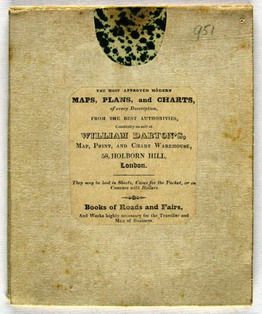 951
THE MOST APPROVED MODERN
MAPS, PLANS, and CHARTS,
of every Description,
FROM THE BEST AUTHORITIES,
Constantly on sale at
WILLIAM DARTON'S,
MAP, PRINT, AND CHART WAREHOUSE,
58, HOLBORN HILL,
London.
They may be had in Sheets, Cases for the Pocket, or on
Canvass with Rollers.
Books of Roads and Fairs,
And Works highly necessary for the Traveller and
Man of Business.